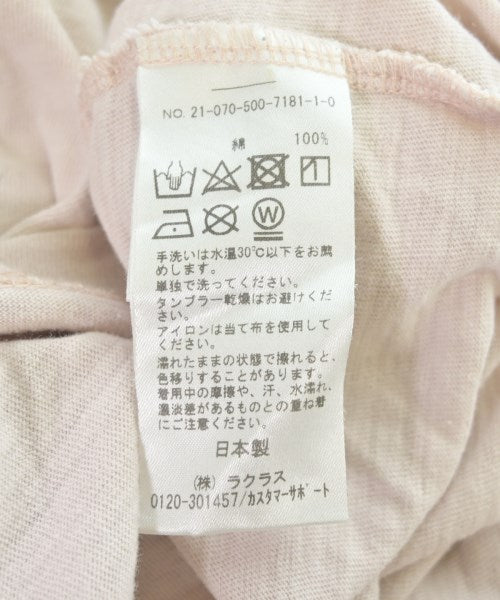 NO. 21-070-500-7181-1-0
綿 100%
W
手洗いは水温30℃以下をお薦
めします。
単独で洗ってください。
タンブラー乾燥はお避けくださ
い。
アイロンは当て布を使用して
ください。
濡れたままの状態で擦れると、
色移りすることがあります。
着用中の摩擦や、汗、水濡れ、
濃淡差があるものとの重ね着
にご注意ください。
日本製
(株) ラクラス
0120-301457/カスタマーサポート